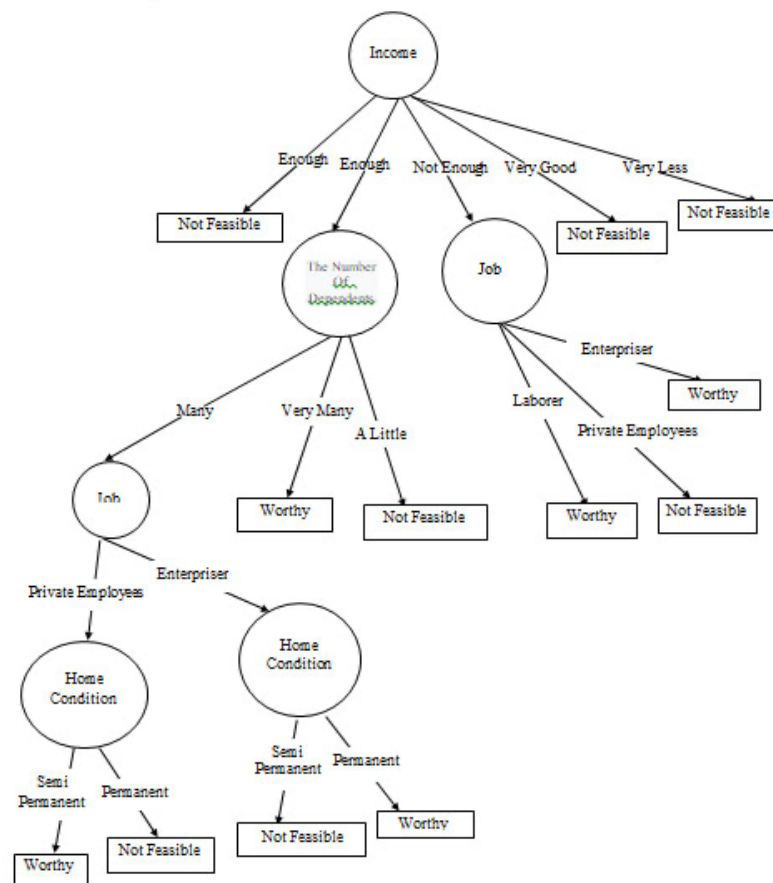 Income
Enough
Enough
Not Enough
Very Good
Very Less
Not Feasible
Not Feasible
Not Feasible
The Number
Of
Dependents
Job
Many
Very Many
A Little
Laborer
Enterpriser
Private Employees
Worthy
Job
Worthy
Not Feasible
Worthy
Not Feasible
Private Employees
Enterpriser
Home
Condition
Home
Condition
Semi
Permanent
Permanent
Semi
Permanent
Permanent
Worthy
Not Feasible
Not Feasible
Worthy